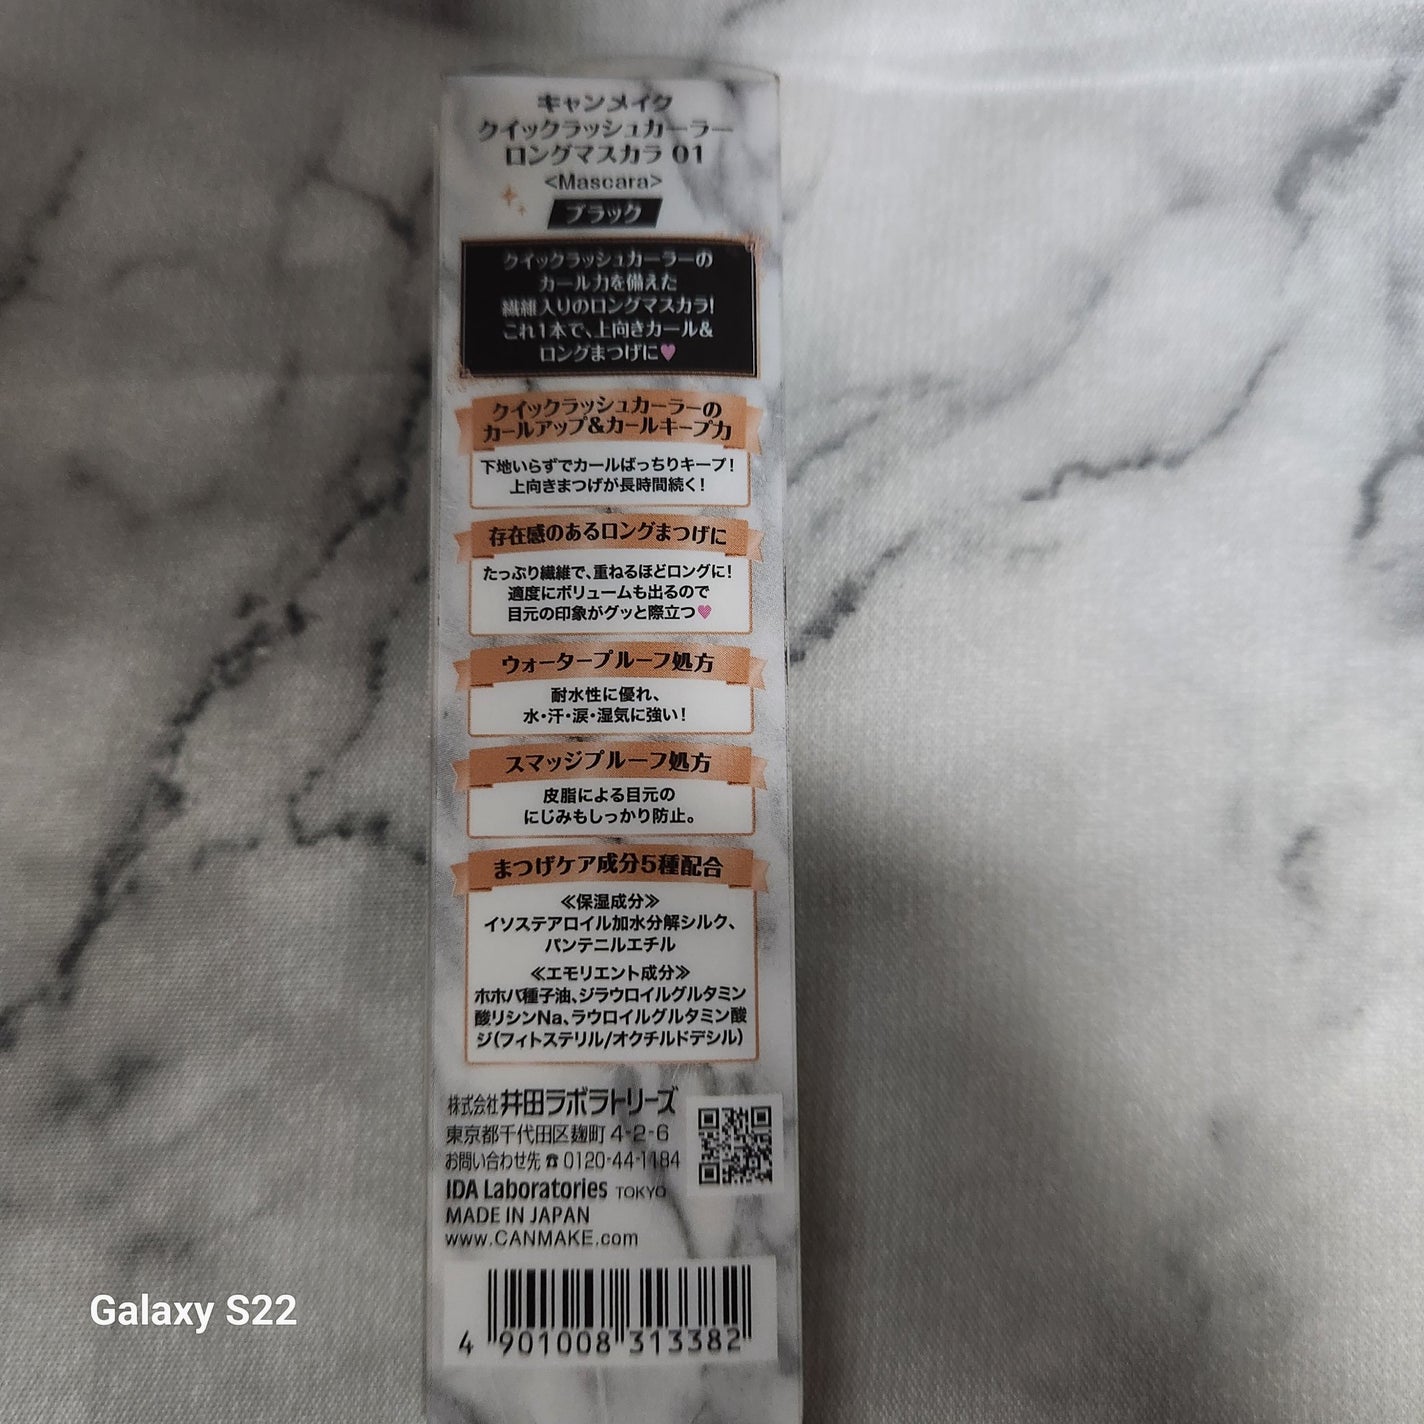 キャンメイク
クイックラッシュカーラー
ロングマスカラ 01
<Mascara>
ブラック
クイックラッシュカーラーの
カール力を備えた
繊維入りのロングマスカラ!
これ1本で、上向きカール&
ロングまつげに♥
クイックラッシュカーラーの
カールアップ&カールキープ力
下地いらずでカールばっちりキープ!
上向きまつげが長時間続く!
存在感のあるロングまつげに
たっぷり繊維で、重ねるほどロングに!
適度にボリュームも出るので
目元の印象がグッと際立つ♥
ウォータープルーフ処方
耐水性に優れ、
水・汗・涙・湿気に強い!
スマッジプルーフ処方
皮脂による目元の
にじみもしっかり防止。
まつげケア成分5種配合
≪保湿成分≫
イソステアロイル加水分解シルク、
パンテニルエチル
≪エモリエント成分≫
ホホバ種子油、ジラウロイルグルタミン
酸リシンNa、ラウロイルグルタミン酸
ジ(フィトステリル/オクチルドデシル)
株式会社井田ラボラトリーズ
東京都千代田区麹町 4-2-6
お問い合わせ先 ☎ 0120-44-1184
IDA Laboratories TOKYO
MADE IN JAPAN
www.CANMAKE.com
4 901008 313382
Galaxy S22